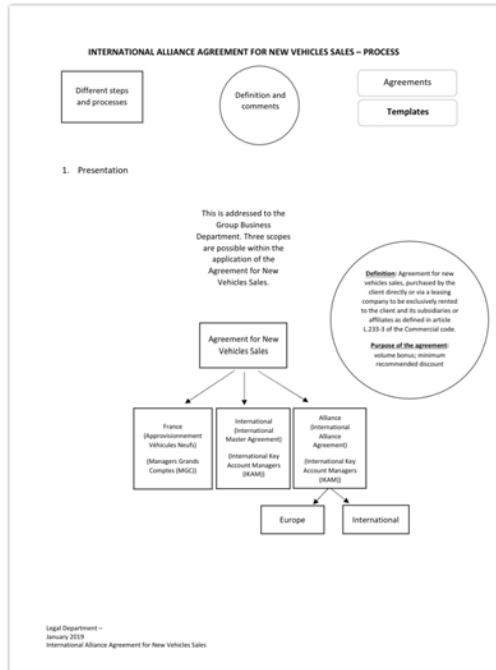 INTERNATIONAL ALLIANCE AGREEMENT FOR NEW VEHICLES SALES – PROCESS
Different steps
and processes
Definition and
comments
Agreements
Templates
1. Presentation
This is addressed to the
Group Business
Department. Three scopes
are possible within the
application of the
Agreement for New
Vehicles Sales.
Definition: Agreement for new
vehicles sales, purchased by the
client directly or via a leasing
company to be exclusively rented
to the client and its subsidiaries or
affiliates as defined in article
L.233-3 of the Commercial code.
Purpose of the agreement:
volume bonus; minimum
recommended discount
Agreement for New
Vehicles Sales
France
(Approvisionnement
Véhicules Neufs)
(Managers Grands
Comptes (MGC))
International
(International
Master Agreement)
(International Key
Account Managers
(IKAM))
Alliance
(International
Alliance
Agreement)
(International Key
Account Managers
(IKAM))
Europe
International
Legal Department –
January 2019
International Alliance Agreement for New Vehicles Sales